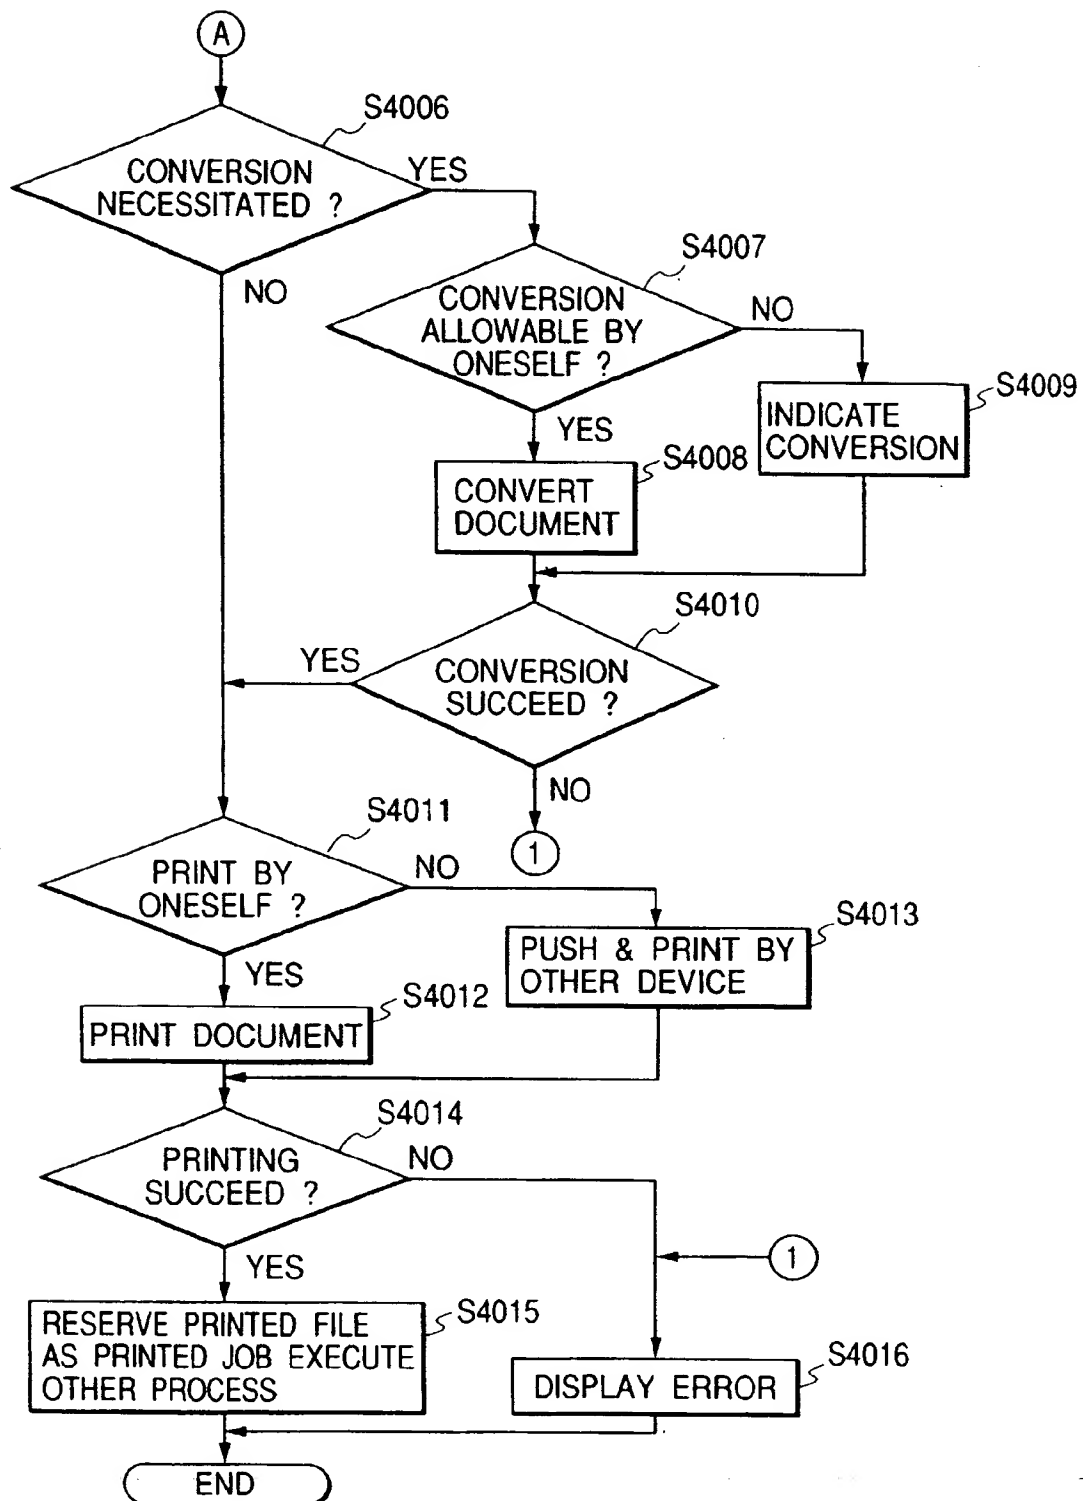 A
S4006
CONVERSION
NECESSITATED ?
YES
NO
S4007
CONVERSION
ALLOWABLE BY
ONESELF ?
NO
YES
S4009
INDICATE
CONVERSION
S4008
CONVERT
DOCUMENT
S4010
CONVERSION
SUCCEED ?
YES
NO
1
S4011
PRINT BY
ONESELF ?
NO
YES
S4013
PUSH & PRINT BY
OTHER DEVICE
S4012
PRINT DOCUMENT
S4014
PRINTING
SUCCEED ?
NO
YES
1
S4015
RESERVE PRINTED FILE
AS PRINTED JOB EXECUTE
OTHER PROCESS
S4016
DISPLAY ERROR
END